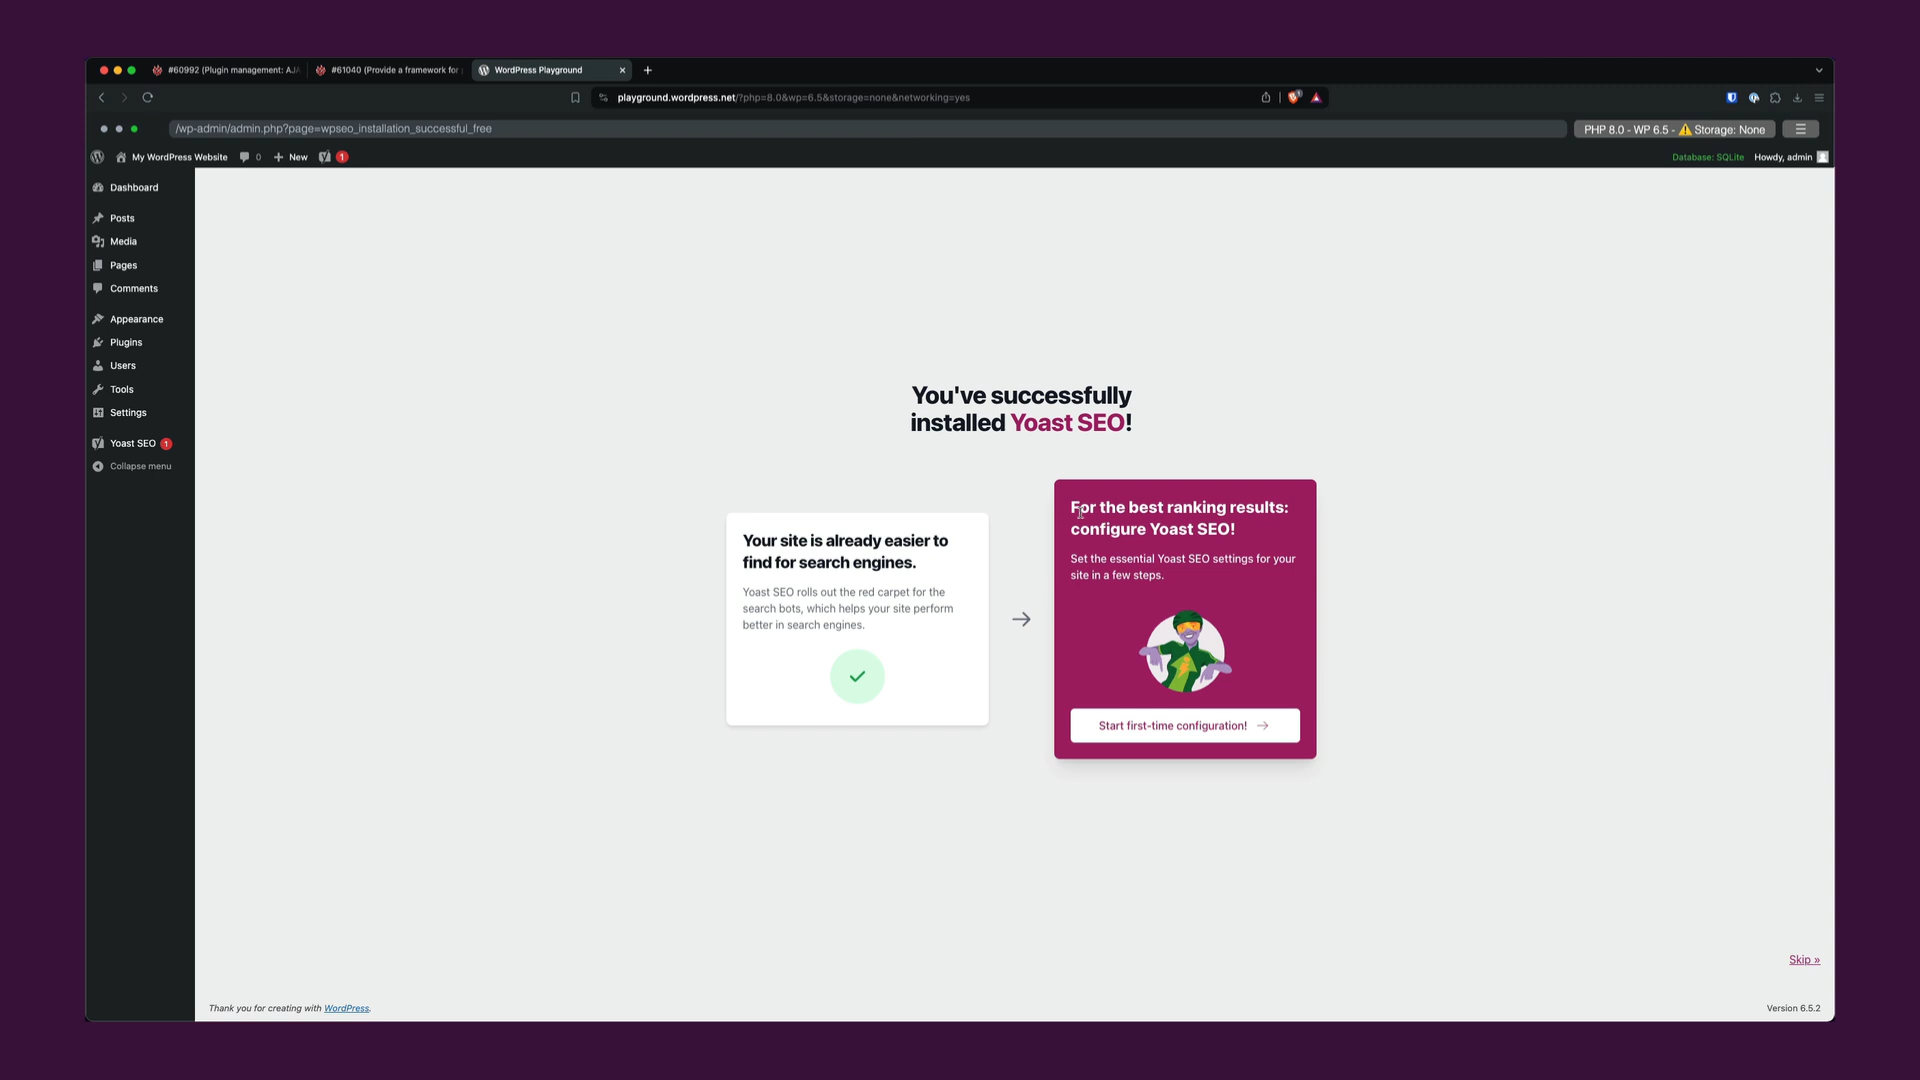 #60992 (Plugin management: AJA
#61040 (Provide a framework for
WordPress Playground
playground.wordpress.net/?php=8.0&wp=6.5&storage=none&networking=yes
/wp-admin/admin.php?page=wpseo_installation_successful_free
PHP 8.0 - WP 6.5 - ⚠️ Storage: None
My WordPress Website
0
New
1
Database: SQLite
Howdy, admin
Dashboard
Posts
Media
Pages
Comments
Appearance
Plugins
Users
Tools
Settings
Yoast SEO 1
Collapse menu
You've successfully
installed Yoast SEO!
Your site is already easier to
find for search engines.
Yoast SEO rolls out the red carpet for the
search bots, which helps your site perform
better in search engines.
For the best ranking results:
configure Yoast SEO!
Set the essential Yoast SEO settings for your
site in a few steps.
Start first-time configuration!
Skip »
Thank you for creating with WordPress.
Version 6.5.2